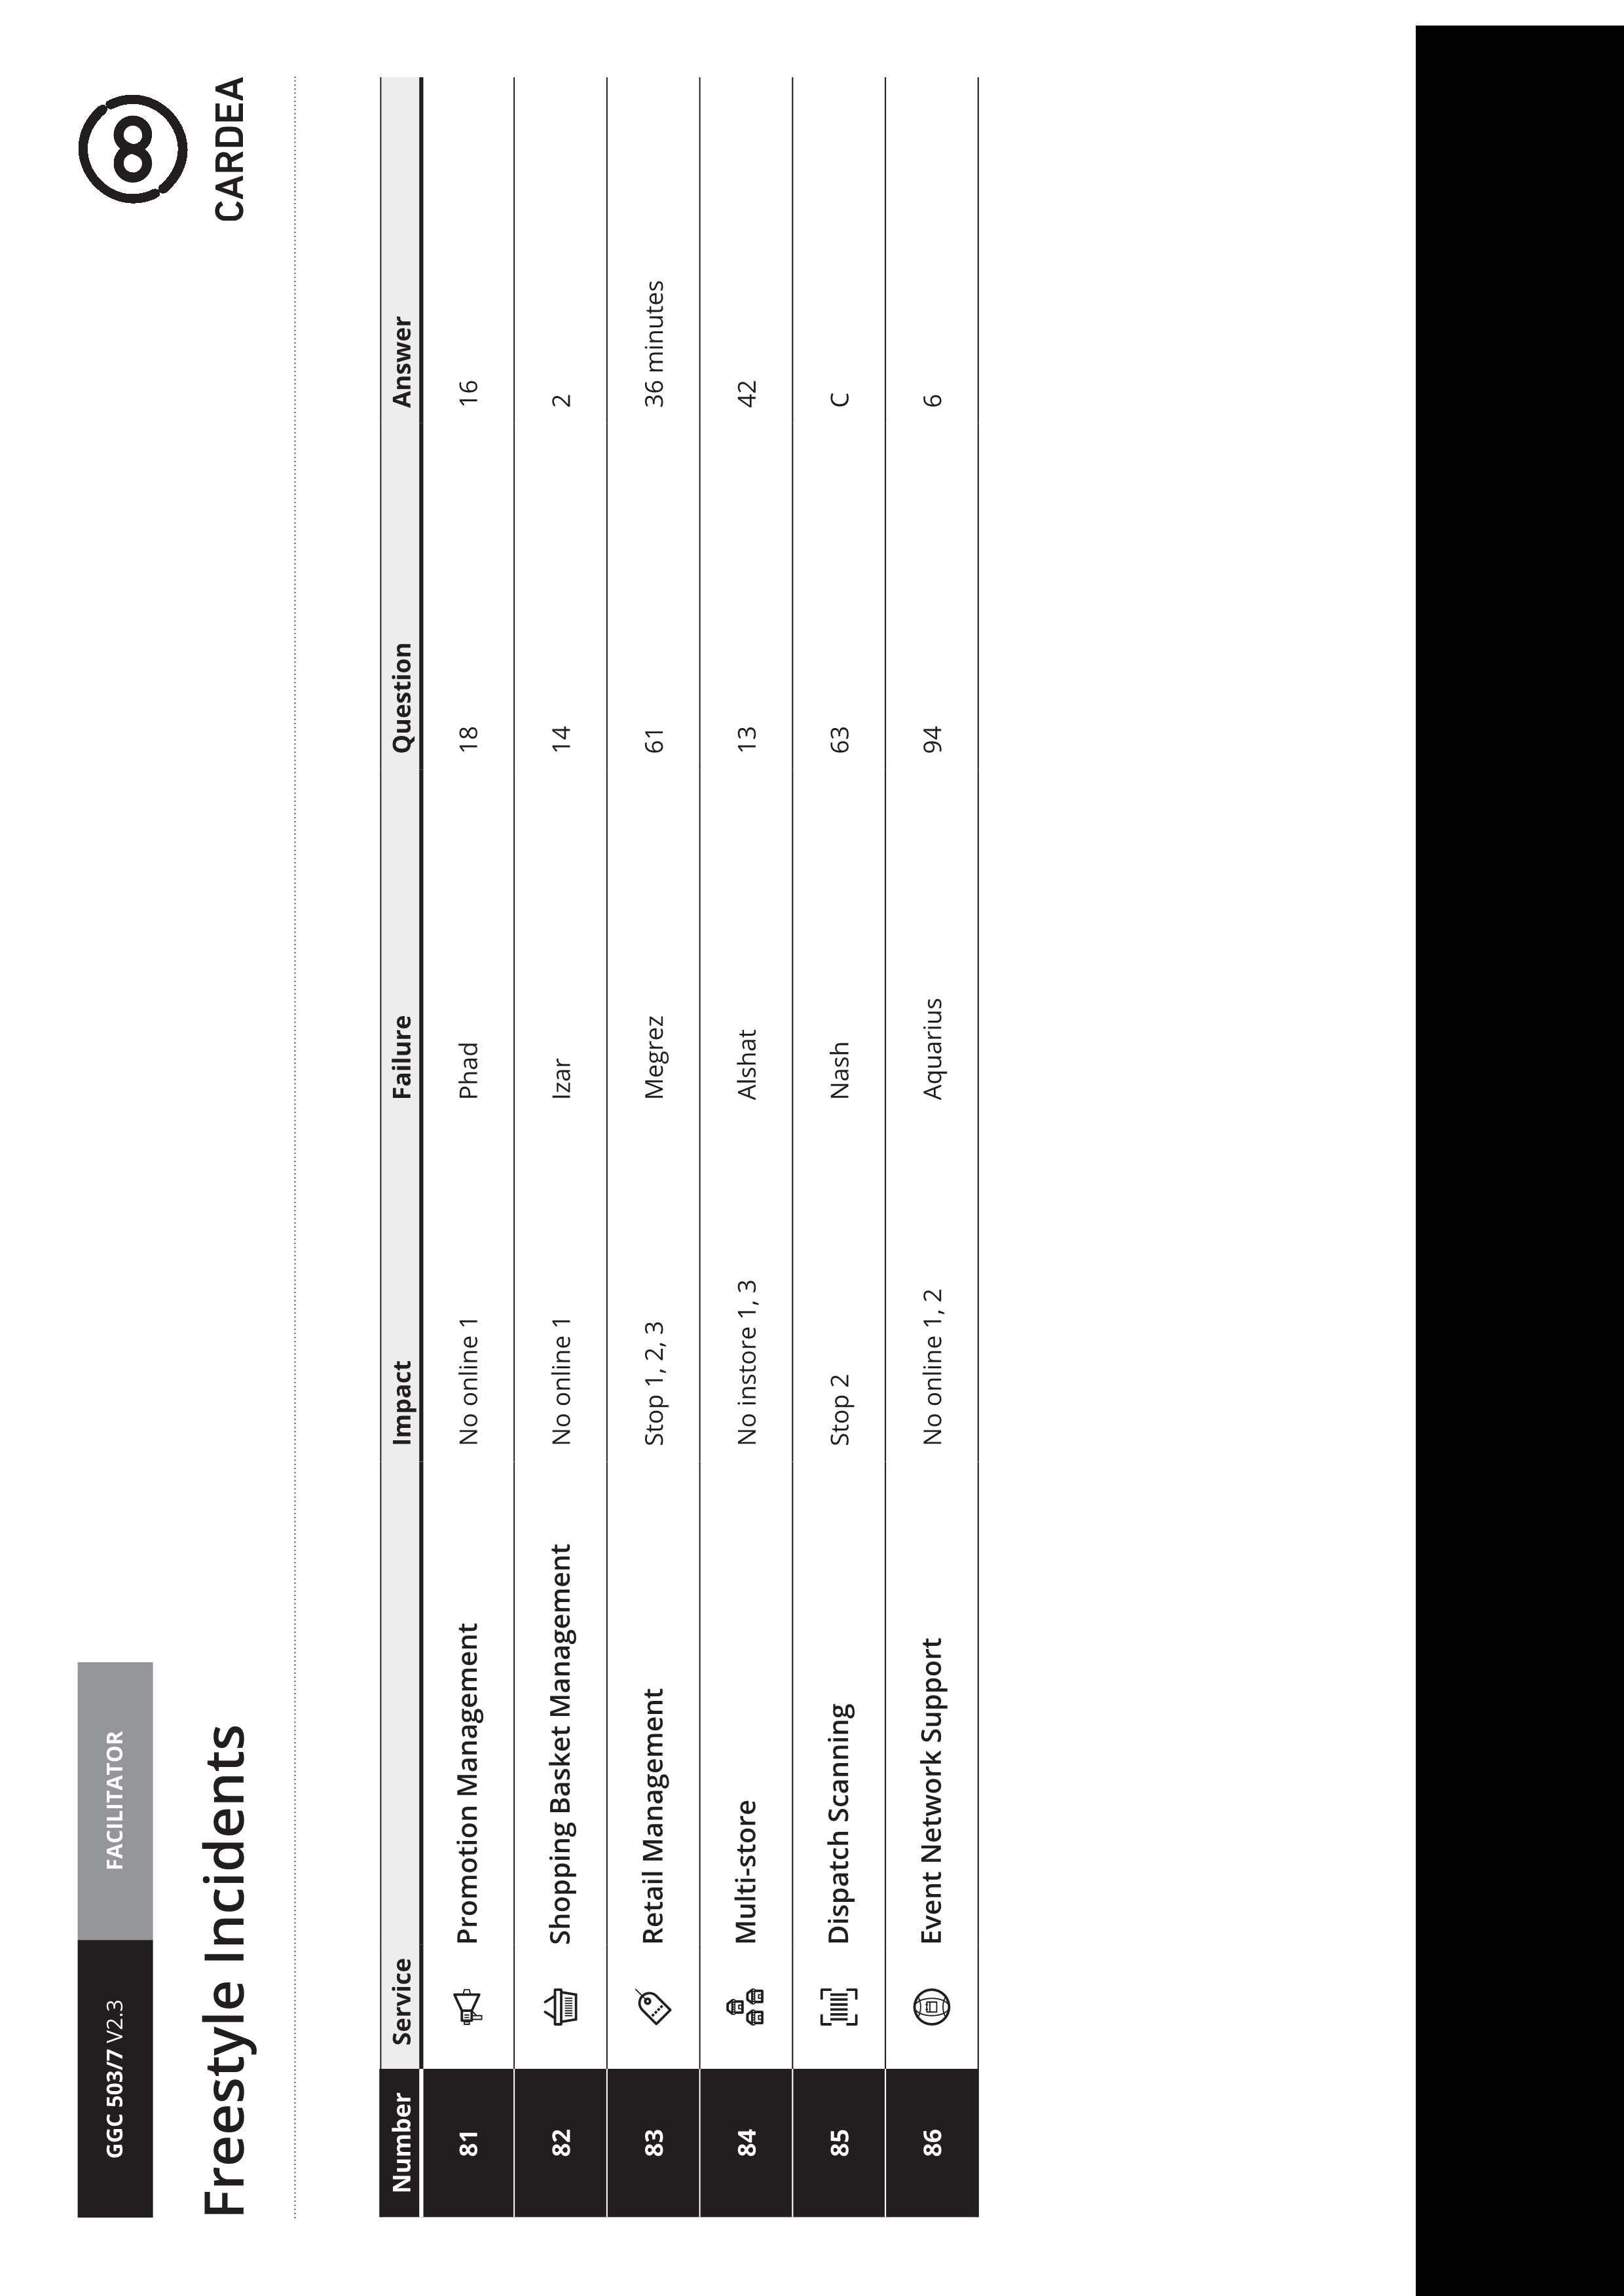 GGC 503/7 V2.3 FACILITATOR
Freestyle Incidents
CARDEA
Number Service Impact Failure Question Answer
81 Promotion Management No online 1 Phad 18 16
82 Shopping Basket Management No online 1 Izar 14 2
83 Retail Management Stop 1, 2, 3 Megrez 61 36 minutes
84 Multi-store No instore 1, 3 Alshat 13 42
85 Dispatch Scanning Stop 2 Nash 63 C
86 Event Network Support No online 1, 2 Aquarius 94 6